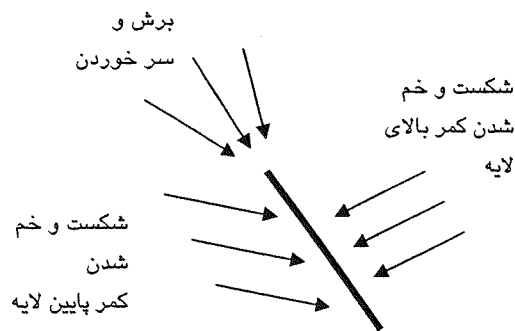 برش و
سر خوردن
شکست و خم
شدن کمر بالای
لایه
شکست و خم
شدن
کمر پایین لایه